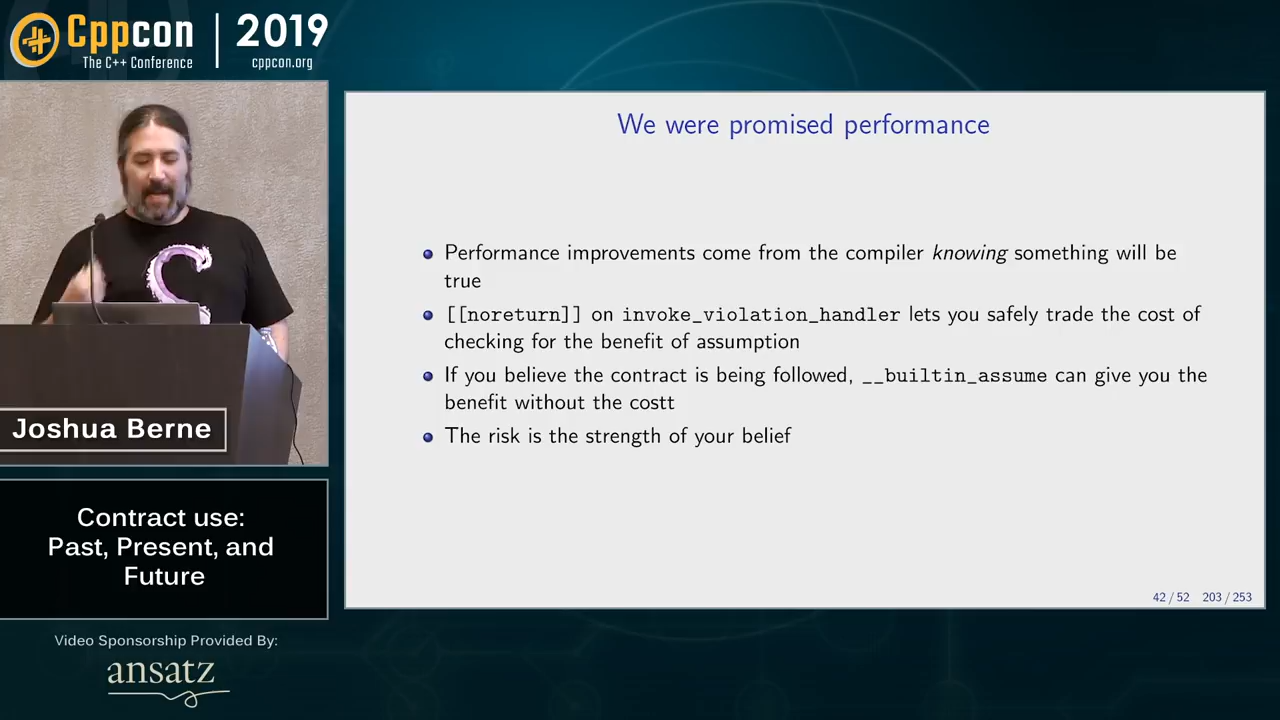 Cppcon
The C++ Conference
2019
cppcon.org
We were promised performance
Performance improvements come from the compiler knowing something will be
true
[[noreturn]] on invoke_violation_handler lets you safely trade the cost of
checking for the benefit of assumption
If you believe the contract is being followed, __builtin_assume can give you the
benefit without the costt
The risk is the strength of your belief
42 / 52 203 / 253
Joshua Berne
Contract use:
Past, Present, and
Future
Video Sponsorship Provided By:
ansatz